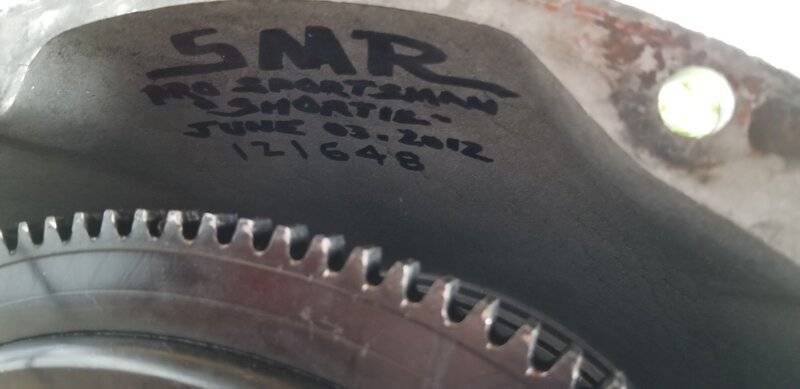 SMR
PRO SPORTSMAN
SHORTIE-
JUNE 03.2012
121648